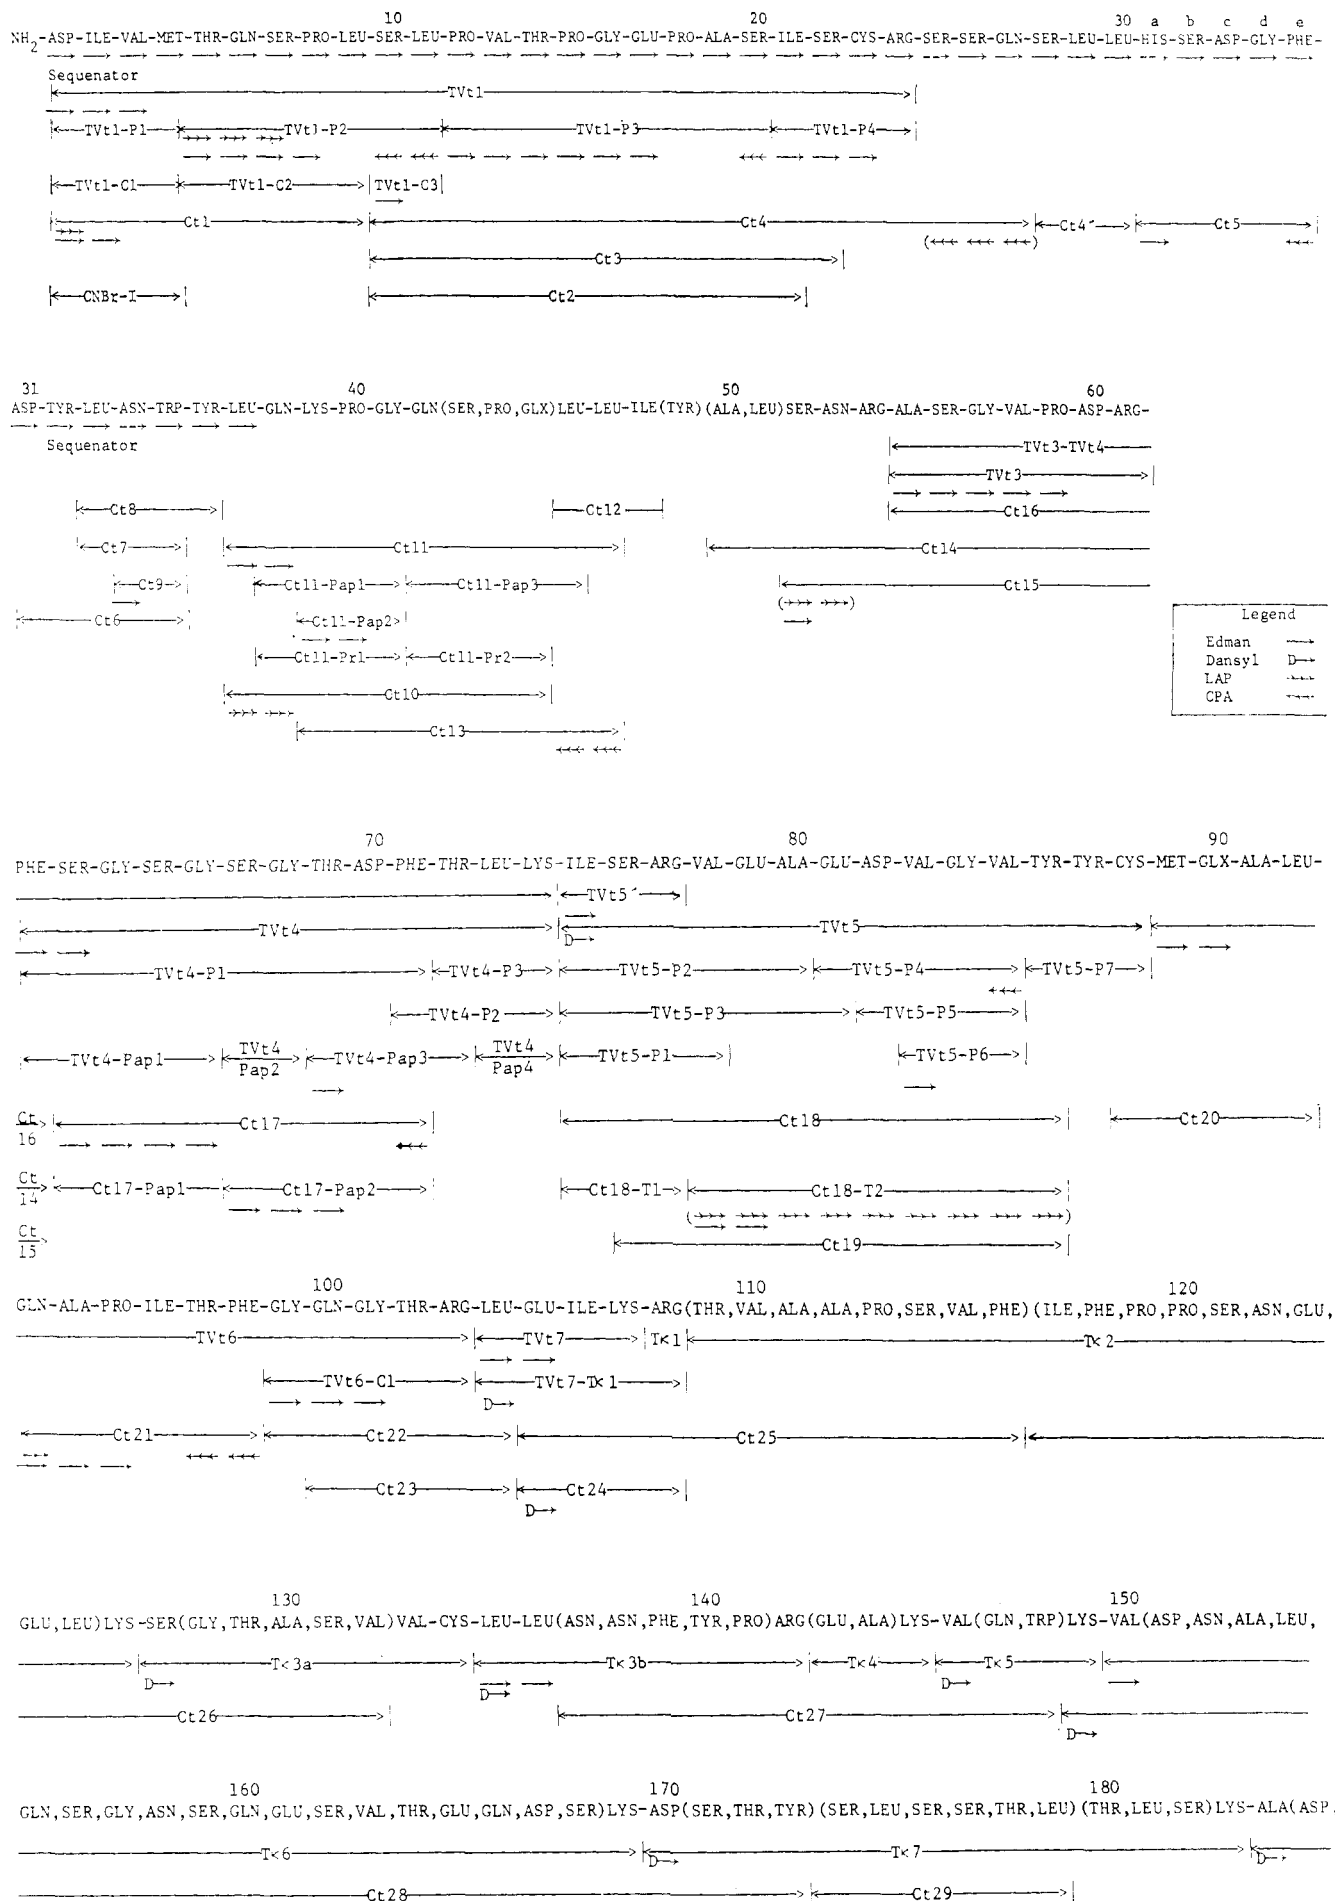 10 20 30 a b c d e
NH2-ASP-ILE-VAL-MET-THR-GLN-SER-PRO-LEU-SER-LEU-PRO-VAL-THR-PRO-GLY-GLU-PRO-ALA-SER-ILE-SER-CYS-ARG-SER-SER-GLN-SER-LEU-LEU-HIS-SER-ASP-GLY-PHE-
Sequenator
TVt1
TVt1-P1 TVt1-P2 TVt1-P3 TVt1-P4
TVt1-C1 TVt1-C2 TVt1-C3
Ct1 Ct4 Ct4´ Ct5
Ct3
CNBr-I Ct2
31 40 50 60
ASP-TYR-LEU-ASN-TRP-TYR-LEU-GLN-LYS-PRO-GLY-GLN(SER,PRO,GLX)LEU-LEU-ILE(TYR)(ALA,LEU)SER-ASN-ARG-ALA-SER-GLY-VAL-PRO-ASP-ARG-
Sequenator
TVt3-TVt4
TVt3
Ct8 Ct12 Ct16
Ct7 Ct11 Ct14
Ct9 Ct11-Pap1 Ct11-Pap3 Ct15
Ct6 Ct11-Pap2
Ct11-Pr1 Ct11-Pr2
Ct10
Ct13
Legend
Edman
Dansyl D
LAP
CPA
70 80 90
PHE-SER-GLY-SER-GLY-SER-GLY-THR-ASP-PHE-THR-LEU-LYS-ILE-SER-ARG-VAL-GLU-ALA-GLU-ASP-VAL-GLY-VAL-TYR-TYR-CYS-MET-GLX-ALA-LEU-
TVt5´
TVt4 TVt5
D
TVt4-P1 TVt4-P3 TVt5-P2 TVt5-P4 TVt5-P7
TVt4-P2 TVt5-P3 TVt5-P5
TVt4-Pap1 TVt4 Pap2 TVt4-Pap3 TVt4 Pap4 TVt5-P1 TVt5-P6
Ct 16 Ct17 Ct18 Ct20
Ct 14 Ct17-Pap1 Ct17-Pap2 Ct18-T1 Ct18-T2
Ct 15 Ct19
100 110 120
GLN-ALA-PRO-ILE-THR-PHE-GLY-GLN-GLY-THR-ARG-LEU-GLU-ILE-LYS-ARG(THR,VAL,ALA,ALA,PRO,SER,VAL,PHE)(ILE,PHE,PRO,PRO,SER,ASN,GLU,
TVt6 TVt7 Tκ1 Tκ2
TVt6-C1 TVt7-Tκ1
D
Ct21 Ct22 Ct25
Ct23 Ct24
D
130 140 150
GLU,LEU)LYS-SER(GLY,THR,ALA,SER,VAL)VAL-CYS-LEU-LEU(ASN,ASN,PHE,TYR,PRO)ARG(GLU,ALA)LYS-VAL(GLN,TRP)LYS-VAL(ASP,ASN,ALA,LEU,
Tκ3a Tκ3b Tκ4 Tκ5
D D D
Ct26 Ct27
D
160 170 180
GLN,SER,GLY,ASN,SER,GLN,GLU,SER,VAL,THR,GLU,GLN,ASP,SER)LYS-ASP(SER,THR,TYR)(SER,LEU,SER,SER,THR,LEU)(THR,LEU,SER)LYS-ALA(ASP,
Tκ6 D Tκ7 D
Ct28 Ct29